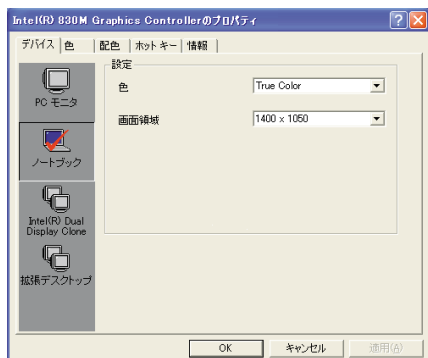 Intel(R) 830M Graphics Controllerのプロパティ
デバイス 色 配色 ホット キー 情報
設定
色 True Color
画面領域 1400 x 1050
PC モニタ
ノートブック
Intel(R) Dual
Display Clone
拡張デスクトップ
OK キャンセル 適用(A)